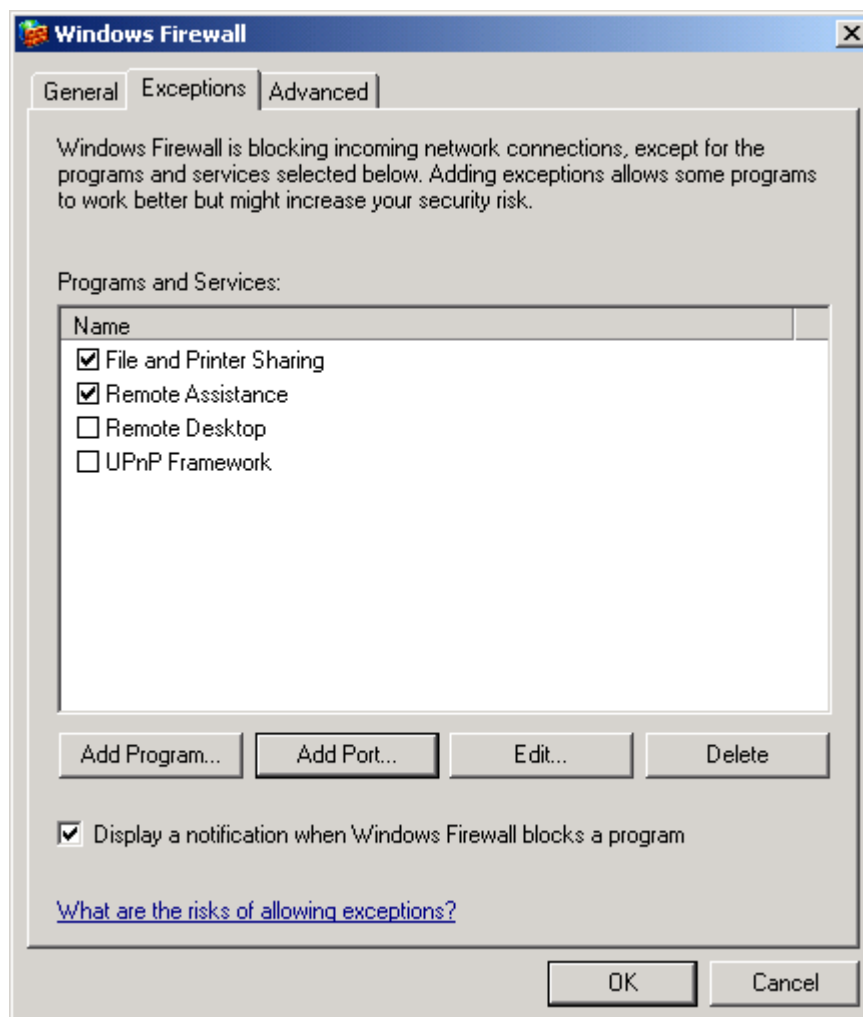 Windows Firewall
General
Exceptions
Advanced
Windows Firewall is blocking incoming network connections, except for the
programs and services selected below. Adding exceptions allows some programs
to work better but might increase your security risk.
Programs and Services:
Name
File and Printer Sharing
Remote Assistance
Remote Desktop
UPnP Framework
Add Program...
Add Port...
Edit...
Delete
Display a notification when Windows Firewall blocks a program
What are the risks of allowing exceptions?
OK
Cancel